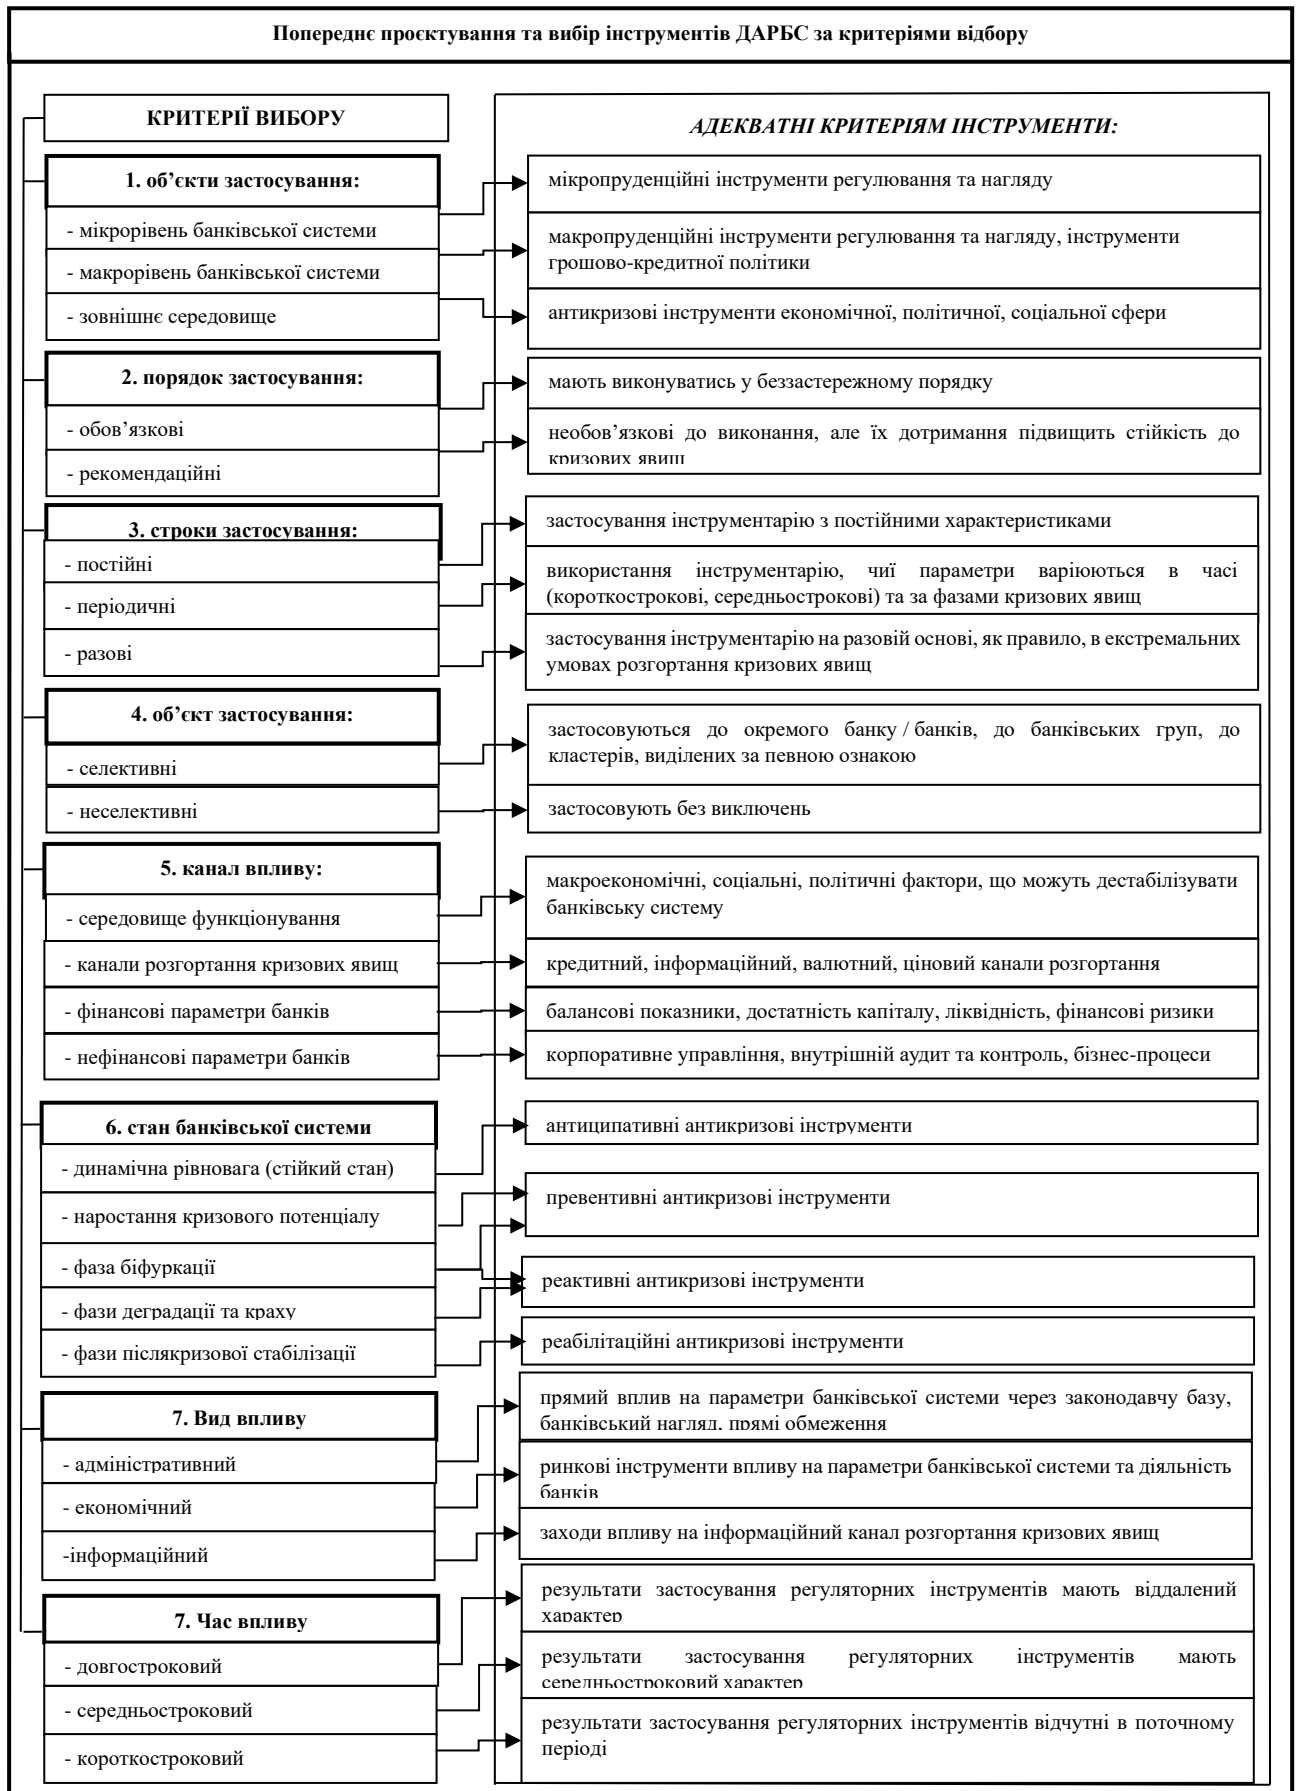 Попереднє проєктування та вибір інструментів ДАРБС за критеріями відбору
КРИТЕРІЇ ВИБОРУ
АДЕКВАТНІ КРИТЕРІЯМ ІНСТРУМЕНТИ:
1. об’єкти застосування:
- мікрорівень банківської системи
- макрорівень банківської системи
- зовнішнє середовище
мікропруденційні інструменти регулювання та нагляду
макропруденційні інструменти регулювання та нагляду, інструменти
грошово-кредитної політики
антикризові інструменти економічної, політичної, соціальної сфери
2. порядок застосування:
- обов’язкові
- рекомендаційні
мають виконуватись у беззастережному порядку
необов’язкові до виконання, але їх дотримання підвищить стійкість до
кризових явищ
3. строки застосування:
- постійні
- періодичні
- разові
застосування інструментарію з постійними характеристиками
використання інструментарію, чиї параметри варіюються в часі
(короткострокові, середньострокові) та за фазами кризових явищ
застосування інструментарію на разовій основі, як правило, в екстремальних
умовах розгортання кризових явищ
4. об’єкт застосування:
- селективні
- неселективні
застосовуються до окремого банку / банків, до банківських груп, до
кластерів, виділених за певною ознакою
застосовують без виключень
5. канал впливу:
- середовище функціонування
- канали розгортання кризових явищ
- фінансові параметри банків
- нефінансові параметри банків
макроекономічні, соціальні, політичні фактори, що можуть дестабілізувати
банківську систему
кредитний, інформаційний, валютний, ціновий канали розгортання
балансові показники, достатність капіталу, ліквідність, фінансові ризики
корпоративне управління, внутрішній аудит та контроль, бізнес-процеси
6. стан банківської системи
- динамічна рівновага (стійкий стан)
- наростання кризового потенціалу
- фаза біфуркації
- фази деградації та краху
- фази післякризової стабілізації
антиципативні антикризові інструменти
превентивні антикризові інструменти
реактивні антикризові інструменти
реабілітаційні антикризові інструменти
7. Вид впливу
- адміністративний
- економічний
-інформаційний
прямий вплив на параметри банківської системи через законодавчу базу,
банківський нагляд, прямі обмеження
ринкові інструменти впливу на параметри банківської системи та діяльність
банків
заходи впливу на інформаційний канал розгортання кризових явищ
7. Час впливу
- довгостроковий
- середньостроковий
- короткостроковий
результати застосування регуляторних інструментів мають віддалений
характер
результати застосування регуляторних інструментів мають
середньостроковий характер
результати застосування регуляторних інструментів відчутні в поточному
періоді